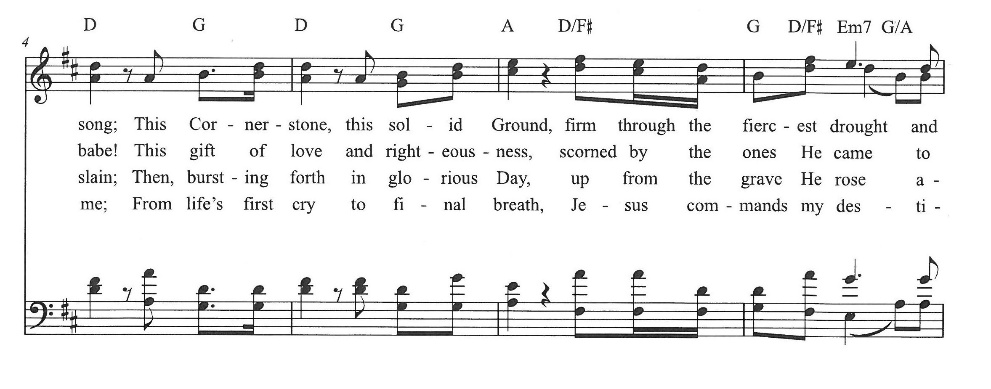 D G D G A D/F# G D/F# Em7 G/A
4
song; This Cor - ner - stone, this sol - id Ground, firm through the fierc - est drought and
babe! This gift of love and right - eous - ness, scorned by the ones He came to
slain; Then, burst - ing forth in glo - rious Day, up from the grave He rose a -
me; From life's first cry to fi - nal breath, Je - sus com - mands my des - ti -